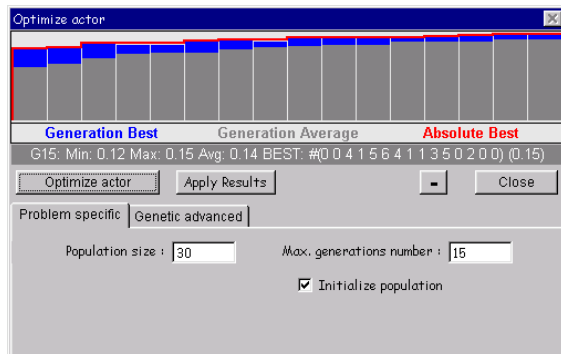 Optimize actor
Generation Best Generation Average Absolute Best
G15: Min: 0.12 Max: 0.15 Avg: 0.14 BEST: #(0 0 4 1 5 6 4 1 1 3 5 0 2 0 0) (0.15)
Optimize actor Apply Results - Close
Problem specific Genetic advanced
Population size : 30 Max. generations number : 15
Initialize population